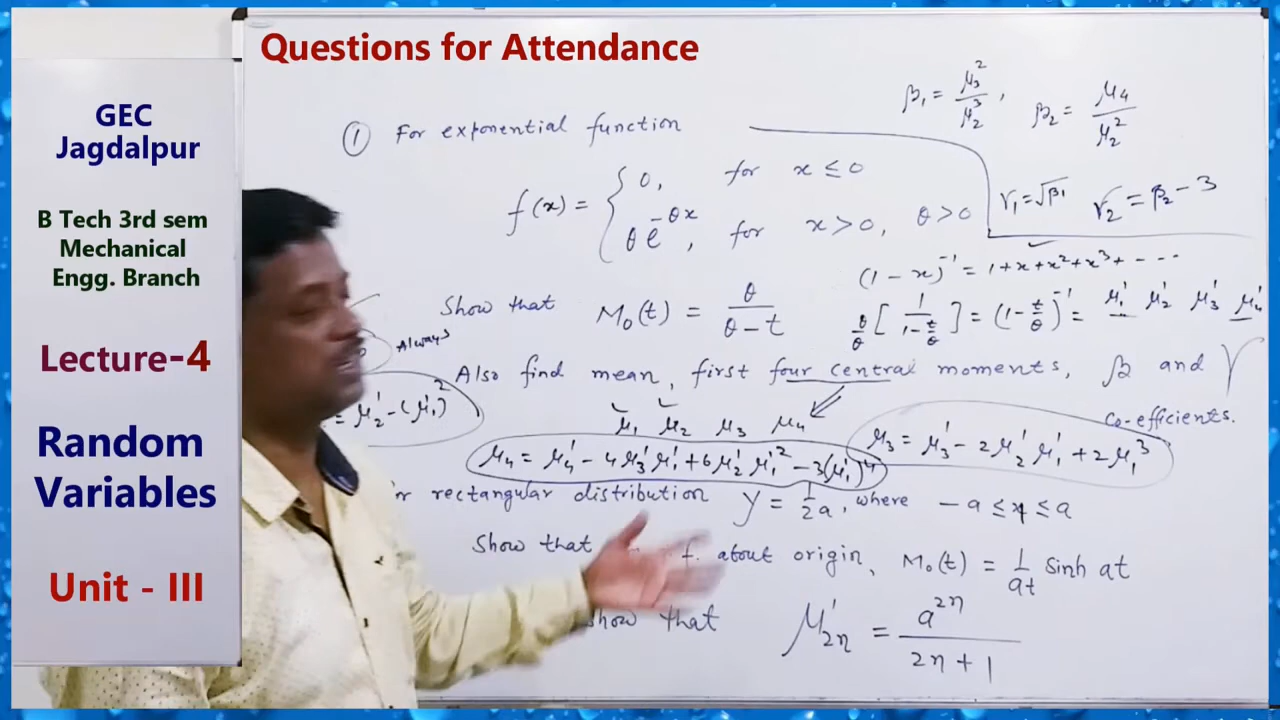 Questions for Attendance
GEC
Jagdalpur
B Tech 3rd sem
Mechanical
Engg. Branch
Lecture-4
Random
Variables
Unit - III
β₁ = μ₃²/μ₂³, β₂ = μ₄/μ₂²
γ₁ = √β₁ γ₂ = β₂ - 3
① For exponential function
f(x) = { 0, for x ≤ 0
θ e^{-θx}, for x > 0, θ > 0
(1 - x)⁻¹ = 1 + x + x² + x³ + - - - -
Show that M₀(t) = θ/(θ - t)
θ/θ [1/(1 - t/θ)] = (1 - t/θ)⁻¹ = μ₁' μ₂' μ₃' μ₄'
Always
Also find mean, first four central moments, β and γ
Co-efficients.
= μ₂' - (μ₁')²
μ₁ μ₂ μ₃ μ₄
μ₄ = μ₄' - 4μ₃'μ₁' + 6μ₂'μ₁'² - 3(μ₁')⁴
μ₃ = μ₃' - 2μ₂'μ₁' + 2μ₁³
rectangular distribution y = 1/2a, where -a ≤ x ≤ a
Show that f. about origin, M₀(t) = 1/at Sinh at
show that μ'₂ₙ = a²ⁿ/(2n + 1)